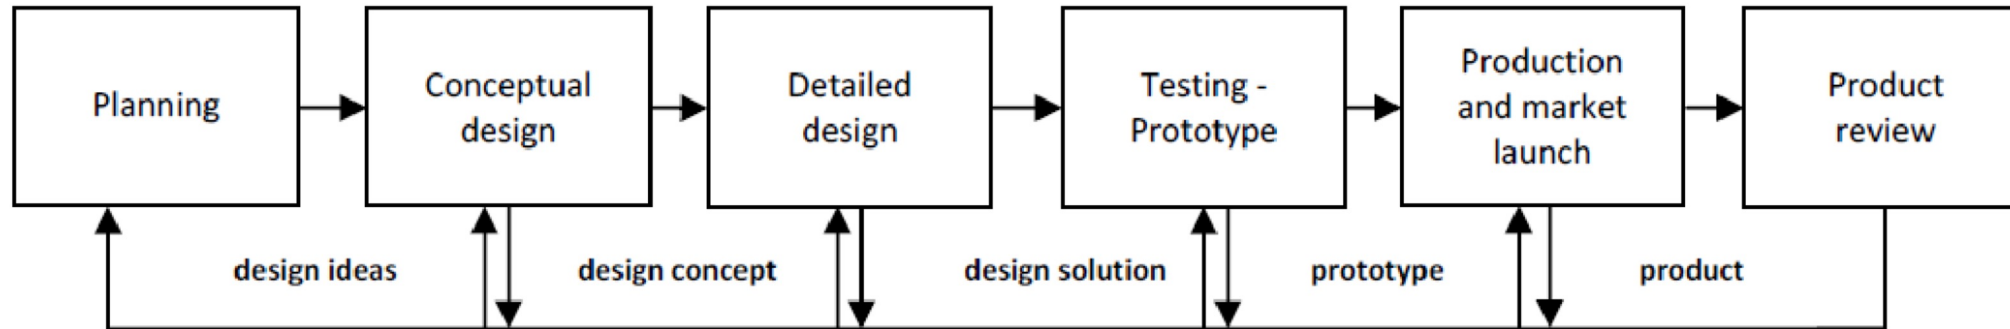 Planning
Conceptual
design
Detailed
design
Testing -
Prototype
Production
and market
launch
Product
review
design ideas
design concept
design solution
prototype
product